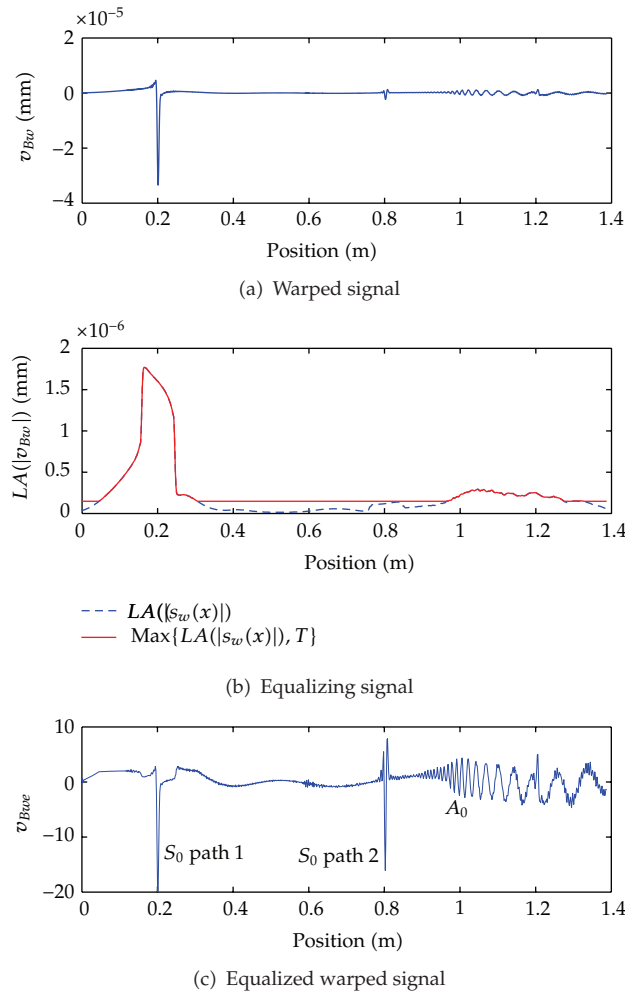 ×10⁻⁵
2
0
−2
−4
v_Bw (mm)
0 0.2 0.4 0.6 0.8 1 1.2 1.4
Position (m)
(a) Warped signal
×10⁻⁶
2
1.5
1
0.5
0
LA(|v_Bw|) (mm)
0 0.2 0.4 0.6 0.8 1 1.2 1.4
Position (m)
LA(|s_w(x)|)
Max{LA(|s_w(x)|), T}
(b) Equalizing signal
10
0
−10
−20
v_Bwe
S₀ path 1
S₀ path 2
A₀
0 0.2 0.4 0.6 0.8 1 1.2 1.4
Position (m)
(c) Equalized warped signal